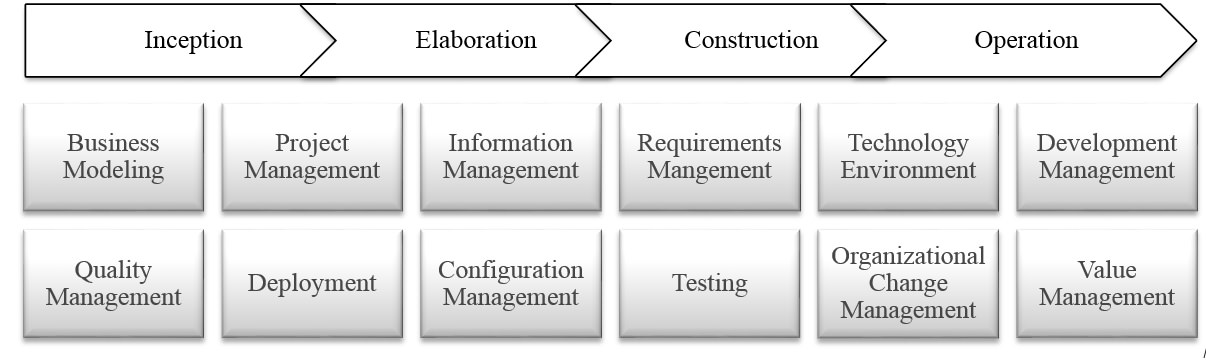 Inception Elaboration Construction Operation
Business
Modeling
Project
Management
Information
Management
Requirements
Mangement
Technology
Environment
Development
Management
Quality
Management
Deployment
Configuration
Management
Testing
Organizational
Change
Management
Value
Management